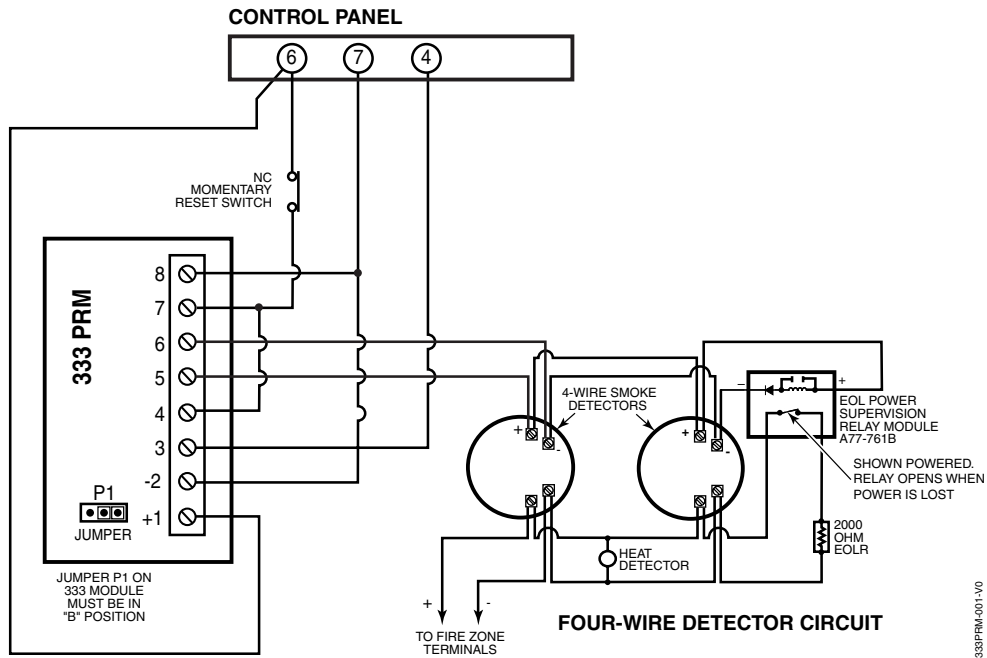 CONTROL PANEL
6 7 4
NC
MOMENTARY
RESET SWITCH
333 PRM
8
7
6
5
4
3
-2
+1
P1
JUMPER
JUMPER P1 ON
333 MODULE
MUST BE IN
"B" POSITION
4-WIRE SMOKE
DETECTORS
+
-
+
-
–
+
EOL POWER
SUPERVISION
RELAY MODULE
A77-761B
SHOWN POWERED.
RELAY OPENS WHEN
POWER IS LOST
2000
OHM
EOLR
HEAT
DETECTOR
+
-
TO FIRE ZONE
TERMINALS
FOUR-WIRE DETECTOR CIRCUIT
333PRM-001-V0